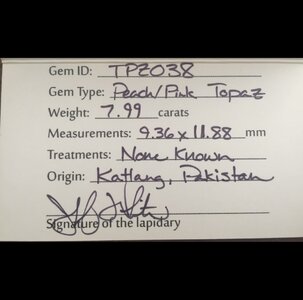 Gem ID: TPZ038
Gem Type: Peach/Pink Topaz
Weight: 7.99 carats
Measurements: 9.36 x 11.88 mm
Treatments: None Known
Origin: Katlang, Pakistan
Signature of the lapidary